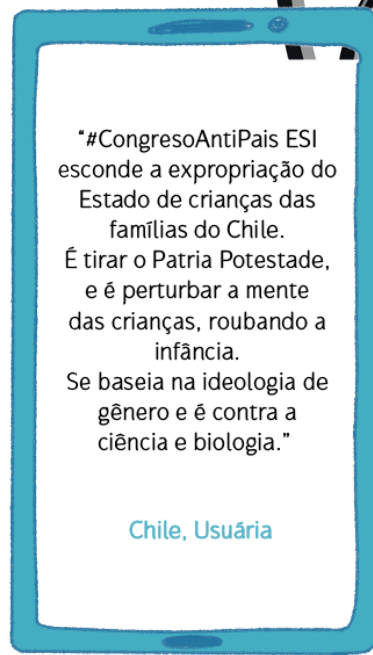 “#CongresoAntiPais ESI
esconde a expropriação do
Estado de crianças das
famílias do Chile.
É tirar o Patria Potestade,
e é perturbar a mente
das crianças, roubando a
infância.
Se baseia na ideologia de
gênero e é contra a
ciência e biologia.”
Chile, Usuária